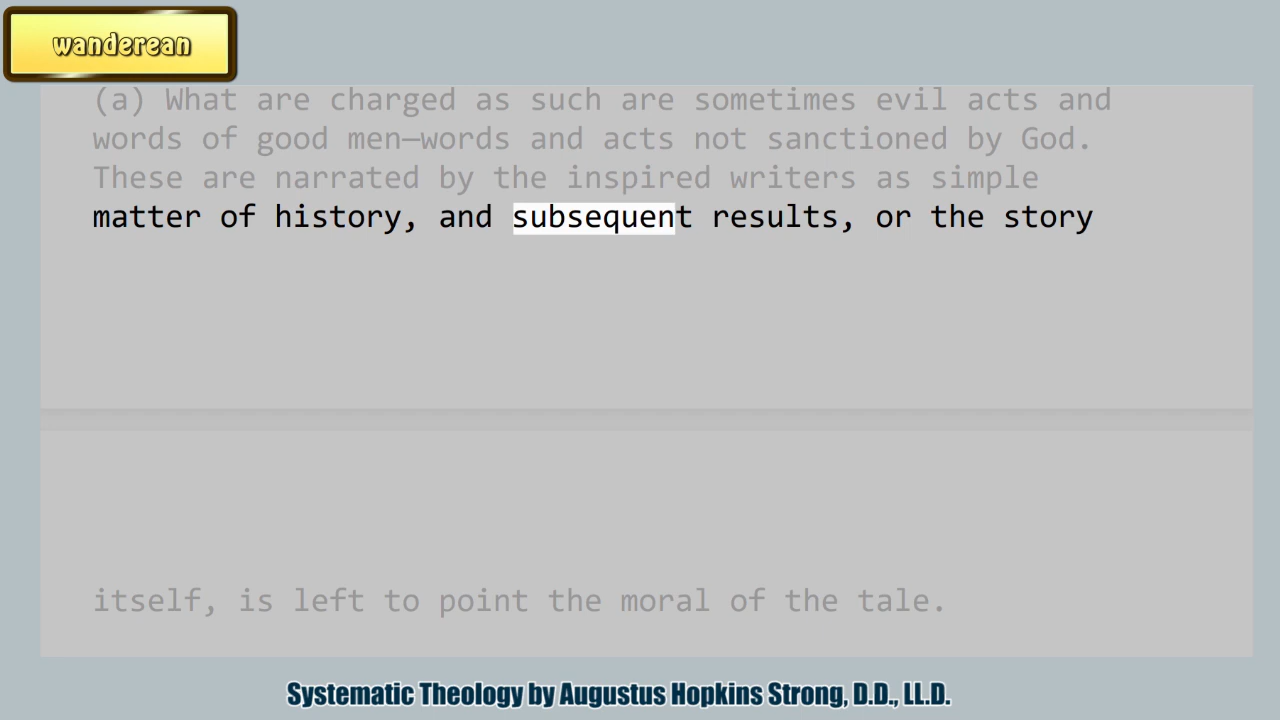 wanderean
(a) What are charged as such are sometimes evil acts and
words of good men—words and acts not sanctioned by God.
These are narrated by the inspired writers as simple
matter of history, and subsequent results, or the story
itself, is left to point the moral of the tale.
Systematic Theology by Augustus Hopkins Strong, D.D., LL.D.